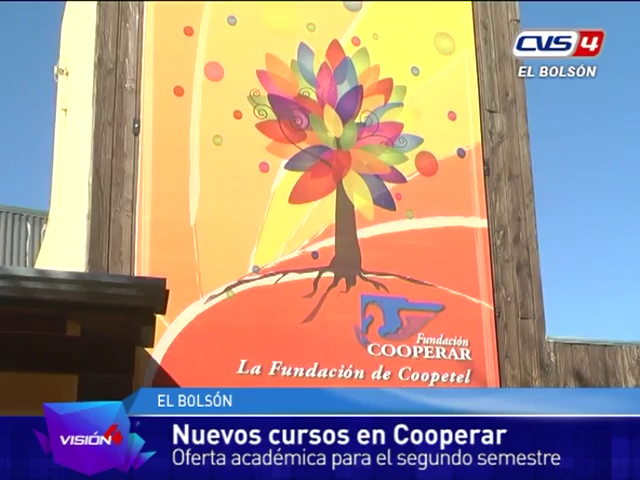 CVS4
EL BOLSÓN
Fundación
COOPERAR
La Fundación de Coopetel
EL BOLSÓN
VISIÓN4
Nuevos cursos en Cooperar
Oferta académica para el segundo semestre